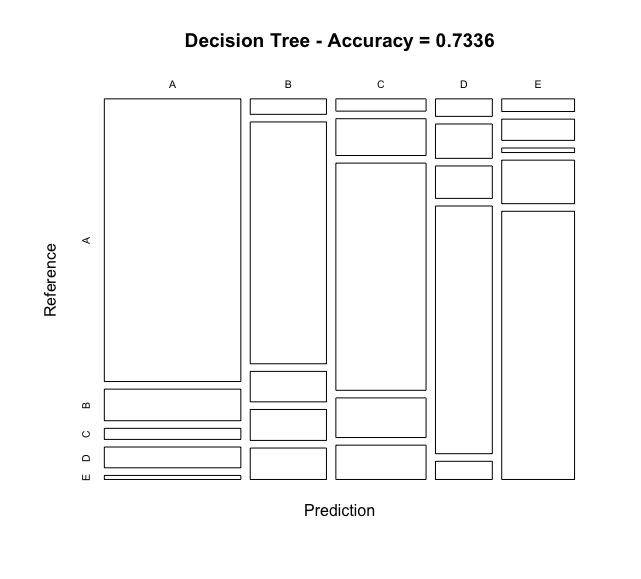 Decision Tree - Accuracy = 0.7336
A B C D E
Reference
A
B
C
D
E
Prediction